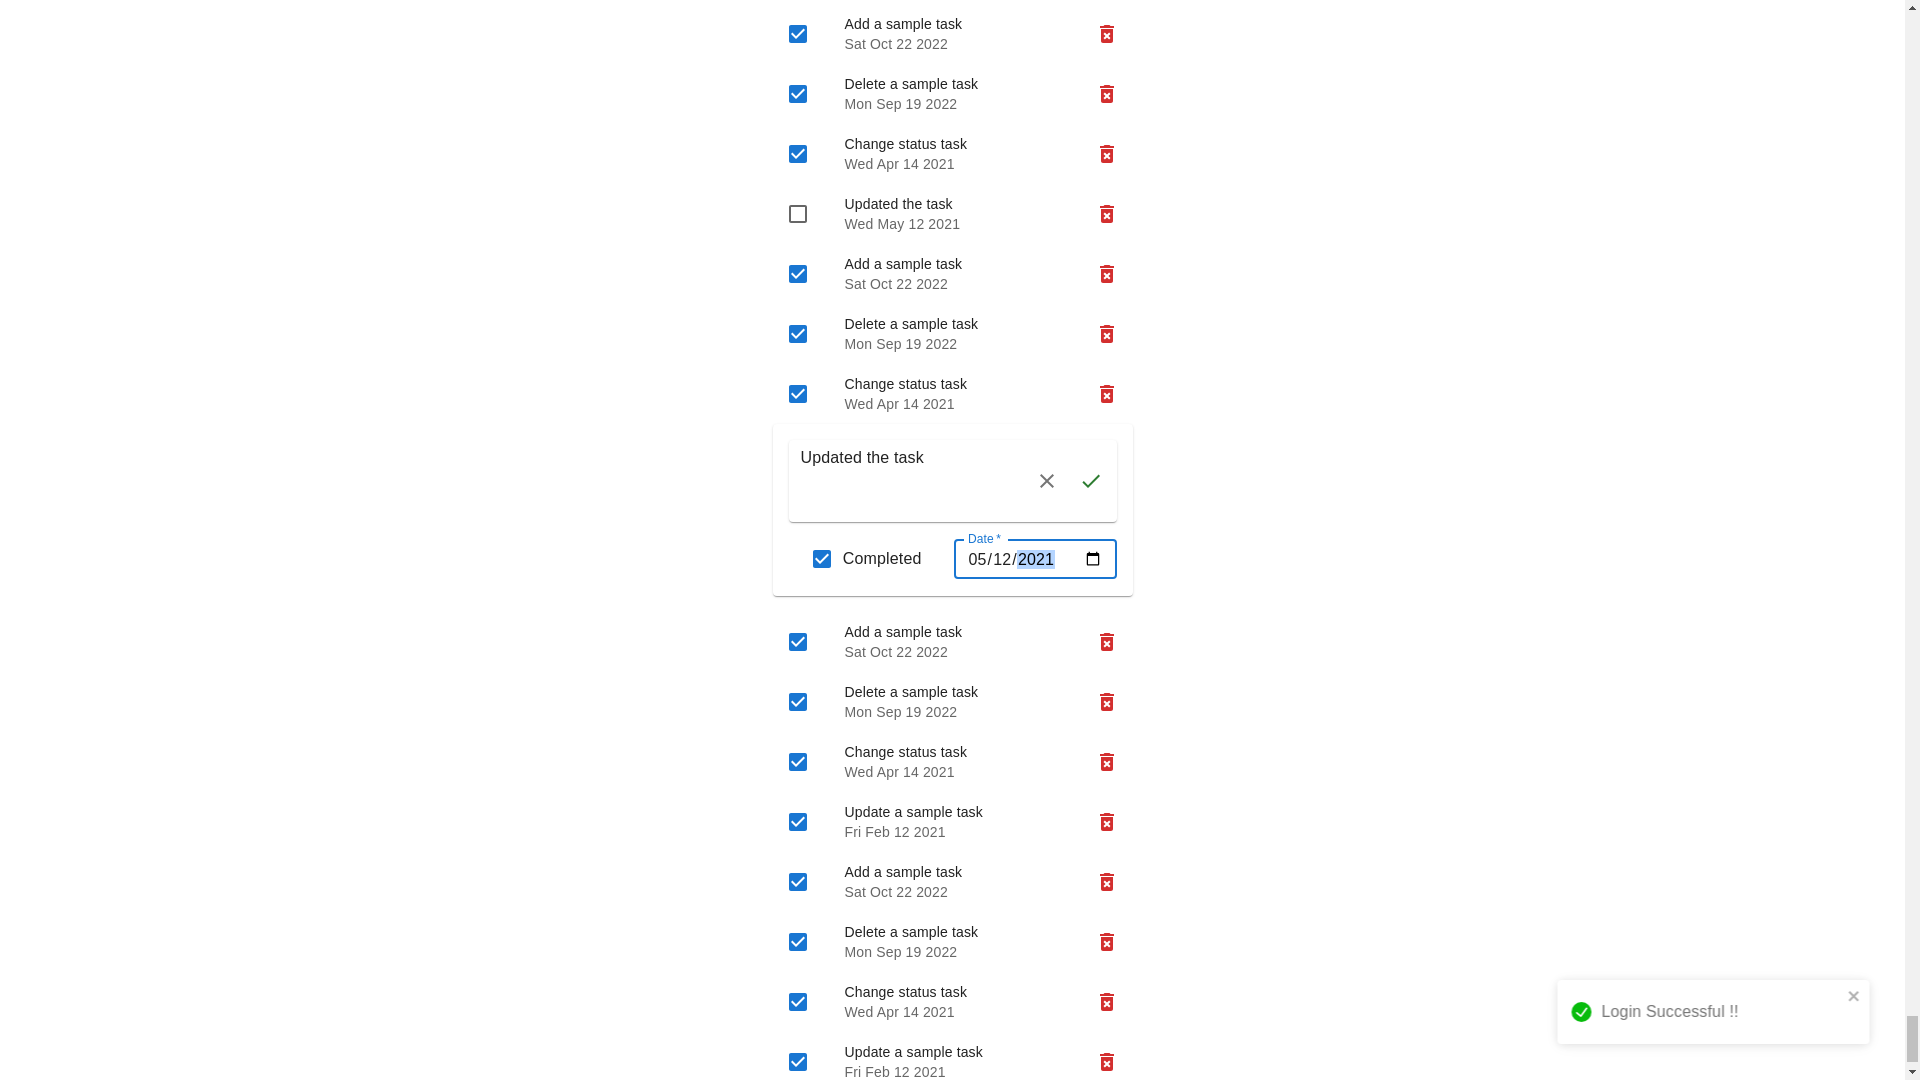 Add a sample task
Sat Oct 22 2022
Delete a sample task
Mon Sep 19 2022
Change status task
Wed Apr 14 2021
Updated the task
Wed May 12 2021
Add a sample task
Sat Oct 22 2022
Delete a sample task
Mon Sep 19 2022
Change status task
Wed Apr 14 2021
Updated the task
Date *
Completed
05/12/2021
Add a sample task
Sat Oct 22 2022
Delete a sample task
Mon Sep 19 2022
Change status task
Wed Apr 14 2021
Update a sample task
Fri Feb 12 2021
Add a sample task
Sat Oct 22 2022
Delete a sample task
Mon Sep 19 2022
Change status task
Wed Apr 14 2021
Login Successful !!
Update a sample task
Fri Feb 12 2021